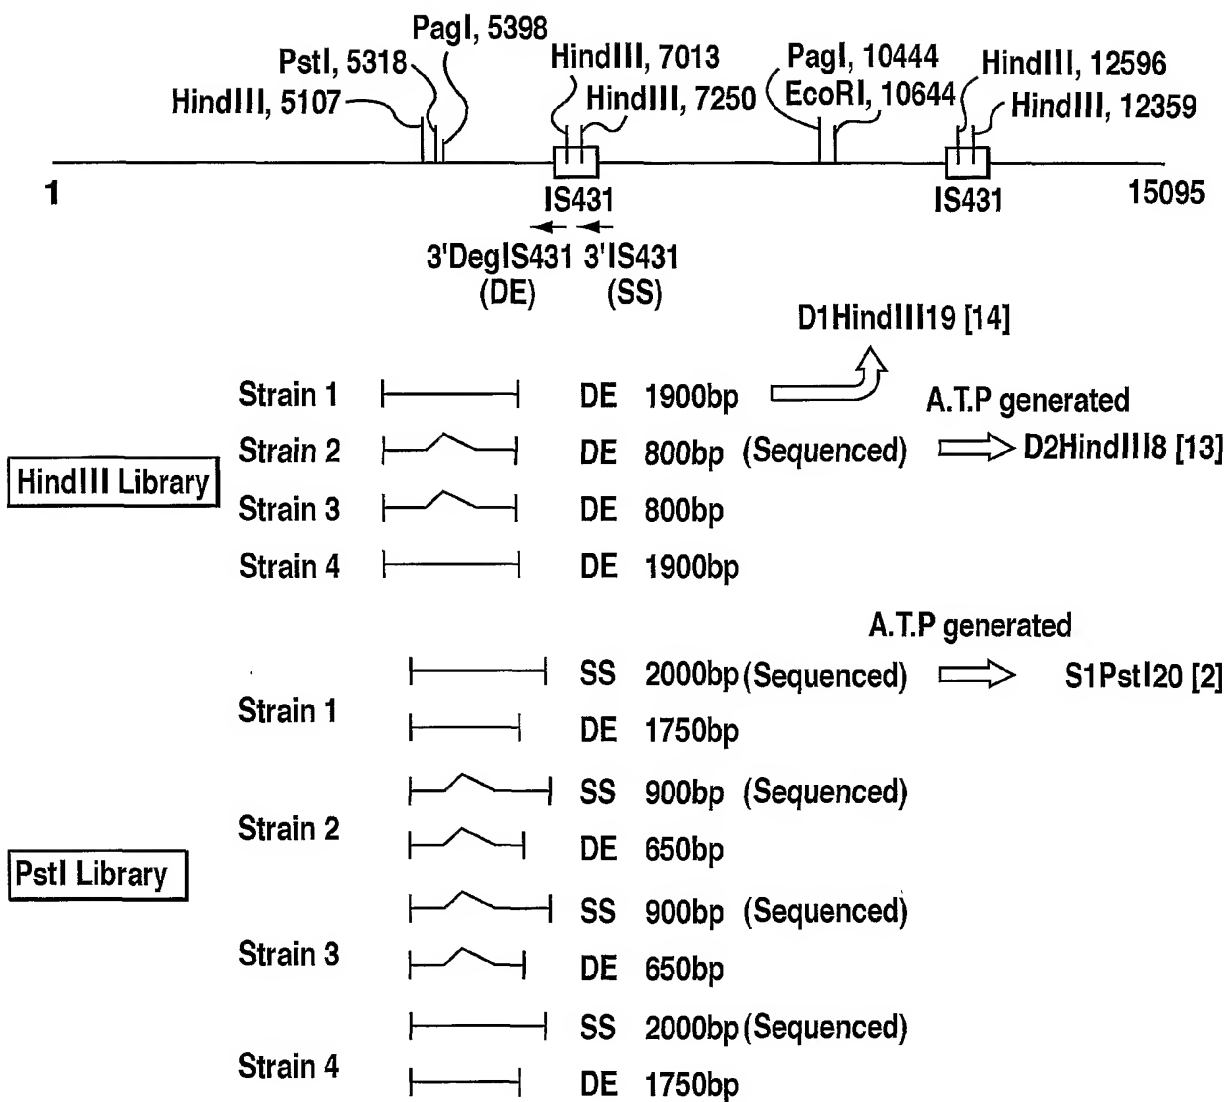 PagI, 5398
PstI, 5318
HindIII, 5107
HindIII, 7013
HindIII, 7250
PagI, 10444
EcoRI, 10644
HindIII, 12596
HindIII, 12359
1
IS431
IS431
15095
3'DegIS431 3'IS431
(DE) (SS)
D1HindIII19 [14]
HindIII Library
Strain 1 DE 1900bp
A.T.P generated
Strain 2 DE 800bp (Sequenced) D2HindIII8 [13]
Strain 3 DE 800bp
Strain 4 DE 1900bp
PstI Library
A.T.P generated
Strain 1
SS 2000bp (Sequenced) S1PstI20 [2]
DE 1750bp
Strain 2
SS 900bp (Sequenced)
DE 650bp
Strain 3
SS 900bp (Sequenced)
DE 650bp
Strain 4
SS 2000bp (Sequenced)
DE 1750bp